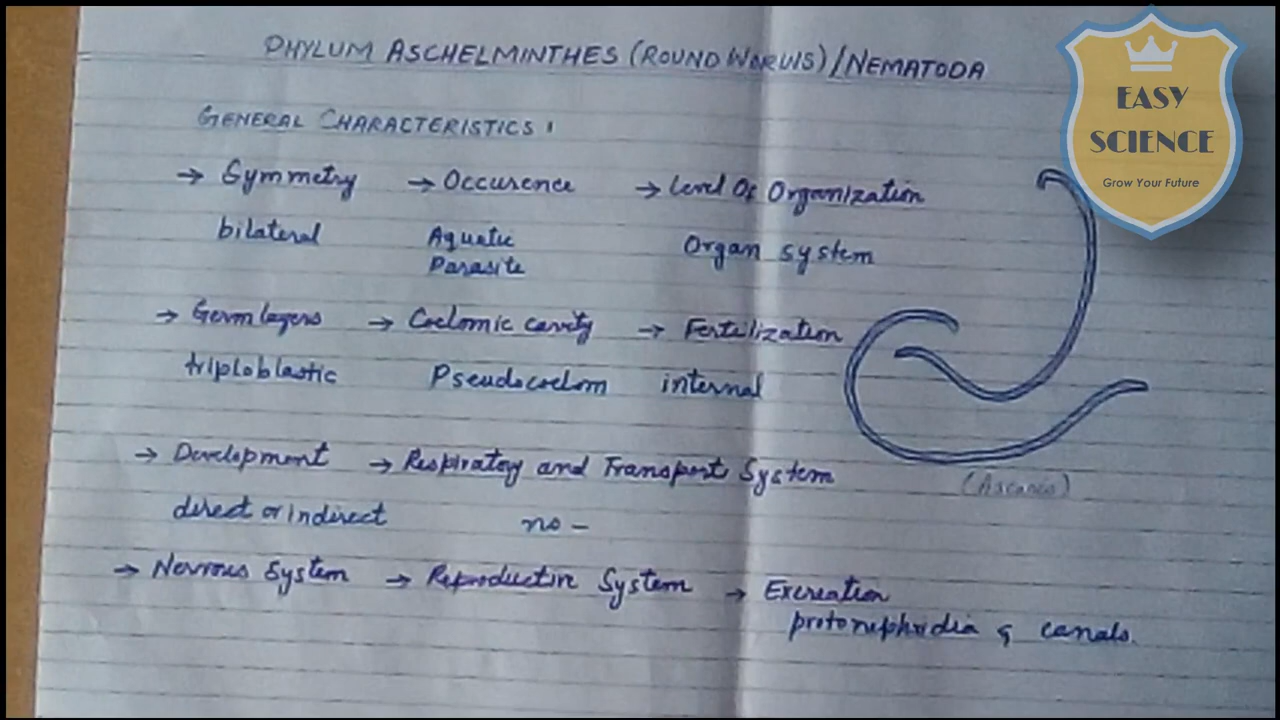 PHYLUM ASCHELMINTHES (ROUND WORMS)/NEMATODA
EASY
SCIENCE
Grow Your Future
GENERAL CHARACTERISTICS:
→ Symmetry → Occurence → Level Of Organization
bilateral Aquatic Organ system
Parasite
→ Germ layers → Coelomic cavity → Fertilization
triploblastic Pseudocoelom internal
→ Development → Respiratory and Transport System
(Ascaris)
direct or indirect no -
→ Nervous System → Reproductive System → Excreation
protonephridia & canals.